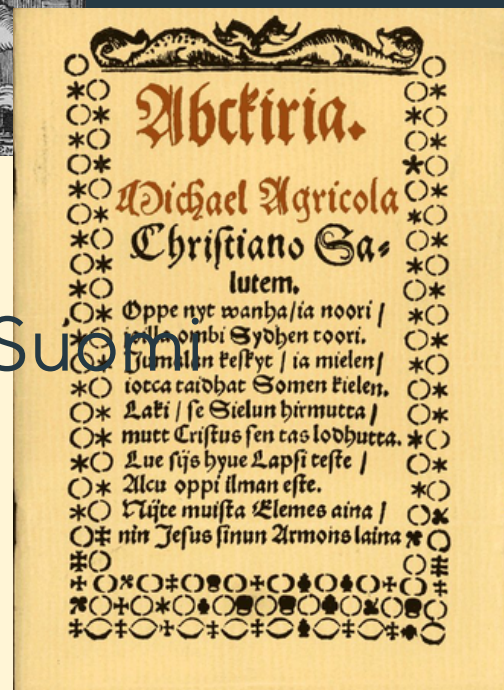 Abckiria.
Michael Agricola
Christiano Sa-
lutem.
Oppe nyt wanha/ia noori /
ioilla ombi Sydhen toori.
Jumalan keskyt / ia mielen/
iotca taidhat Somen kielen.
Laki / se Sielun hirmutta /
mutt Cristus sen tas lodhutta.
Lue sijs hyue Lapsi teste /
Alcu oppi ilman este.
Nijte muista Elemes aina /
nin Jesus sinun Armons laina
Suomi